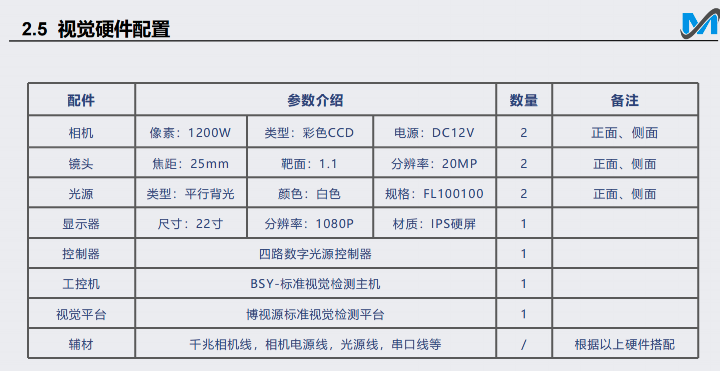 2.5 视觉硬件配置
M
配件 参数介绍 数量 备注
相机 像素：1200W 类型：彩色CCD 电源：DC12V 2 正面、侧面
镜头 焦距：25mm 靶面：1.1 分辨率：20MP 2 正面、侧面
光源 类型：平行背光 颜色：白色 规格：FL100100 2 正面、侧面
显示器 尺寸：22寸 分辨率：1080P 材质：IPS硬屏 1
控制器 四路数字光源控制器 1
工控机 BSY-标准视觉检测主机 1
视觉平台 博视源标准视觉检测平台 1
辅材 千兆相机线，相机电源线，光源线，串口线等 / 根据以上硬件搭配